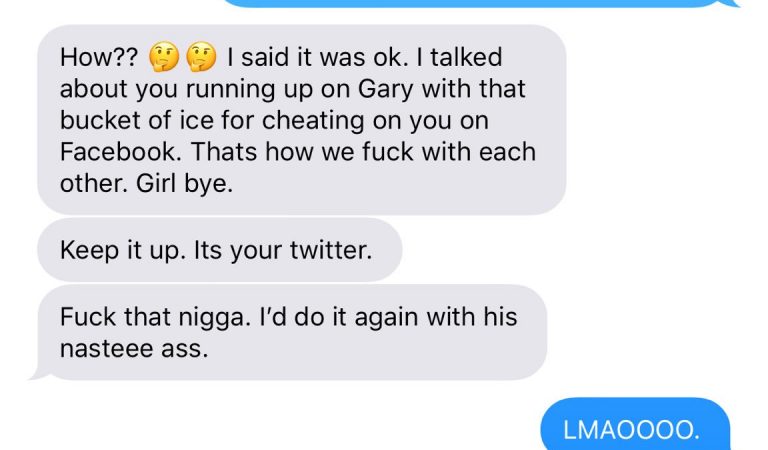 How?? 🤔🤔 I said it was ok. I talked
about you running up on Gary with that
bucket of ice for cheating on you on
Facebook. Thats how we fuck with each
other. Girl bye.
Keep it up. Its your twitter.
Fuck that nigga. I’d do it again with his
nasteee ass.
LMAOOOO.